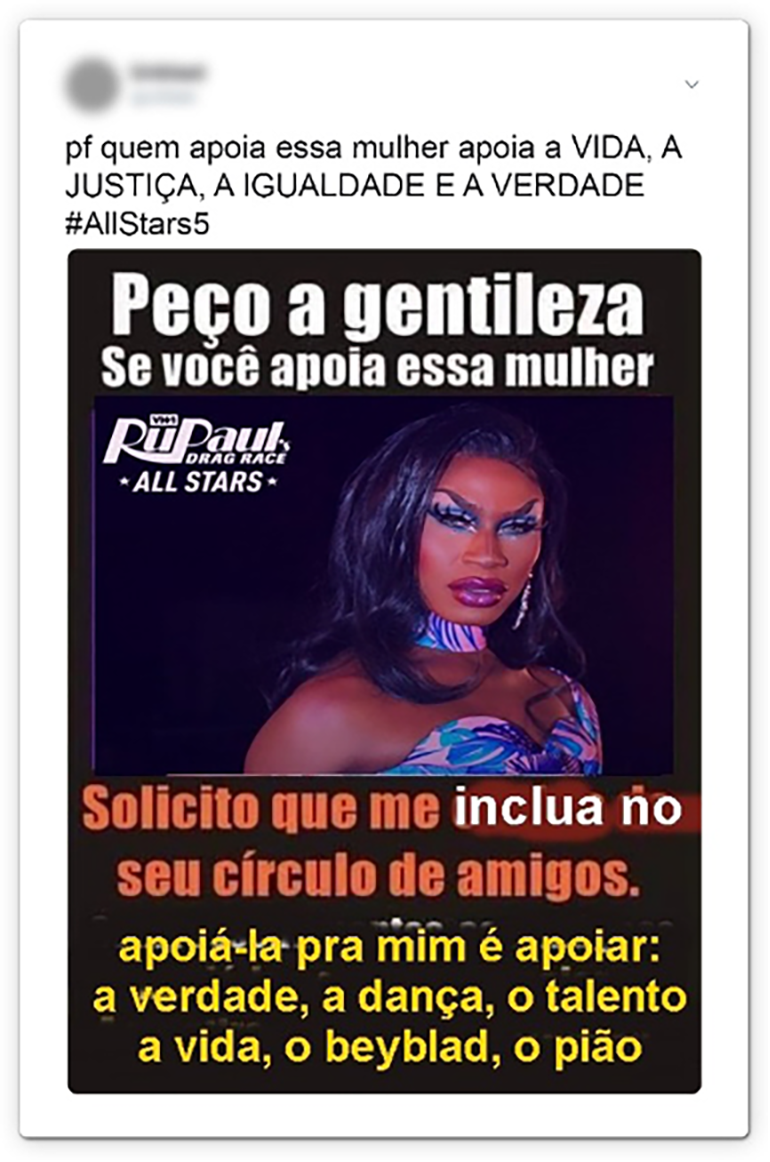 pf quem apoia essa mulher apoia a VIDA, A
JUSTIÇA, A IGUALDADE E A VERDADE
#AllStars5
Peço a gentileza
Se você apoia essa mulher
VH1
RuPaul's
DRAG RACE
★ ALL STARS ★
Solicito que me inclua no
seu círculo de amigos.
apoiá-la pra mim é apoiar:
a verdade, a dança, o talento
a vida, o beyblad, o pião